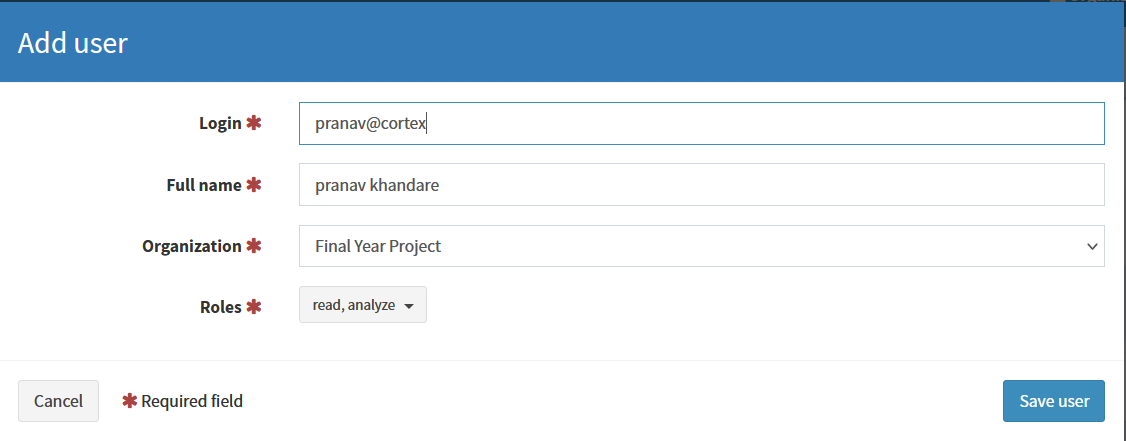 Add user
Login ✱ pranav@cortex
Full name ✱ pranav khandare
Organization ✱ Final Year Project
Roles ✱ read, analyze
Cancel ✱ Required field Save user